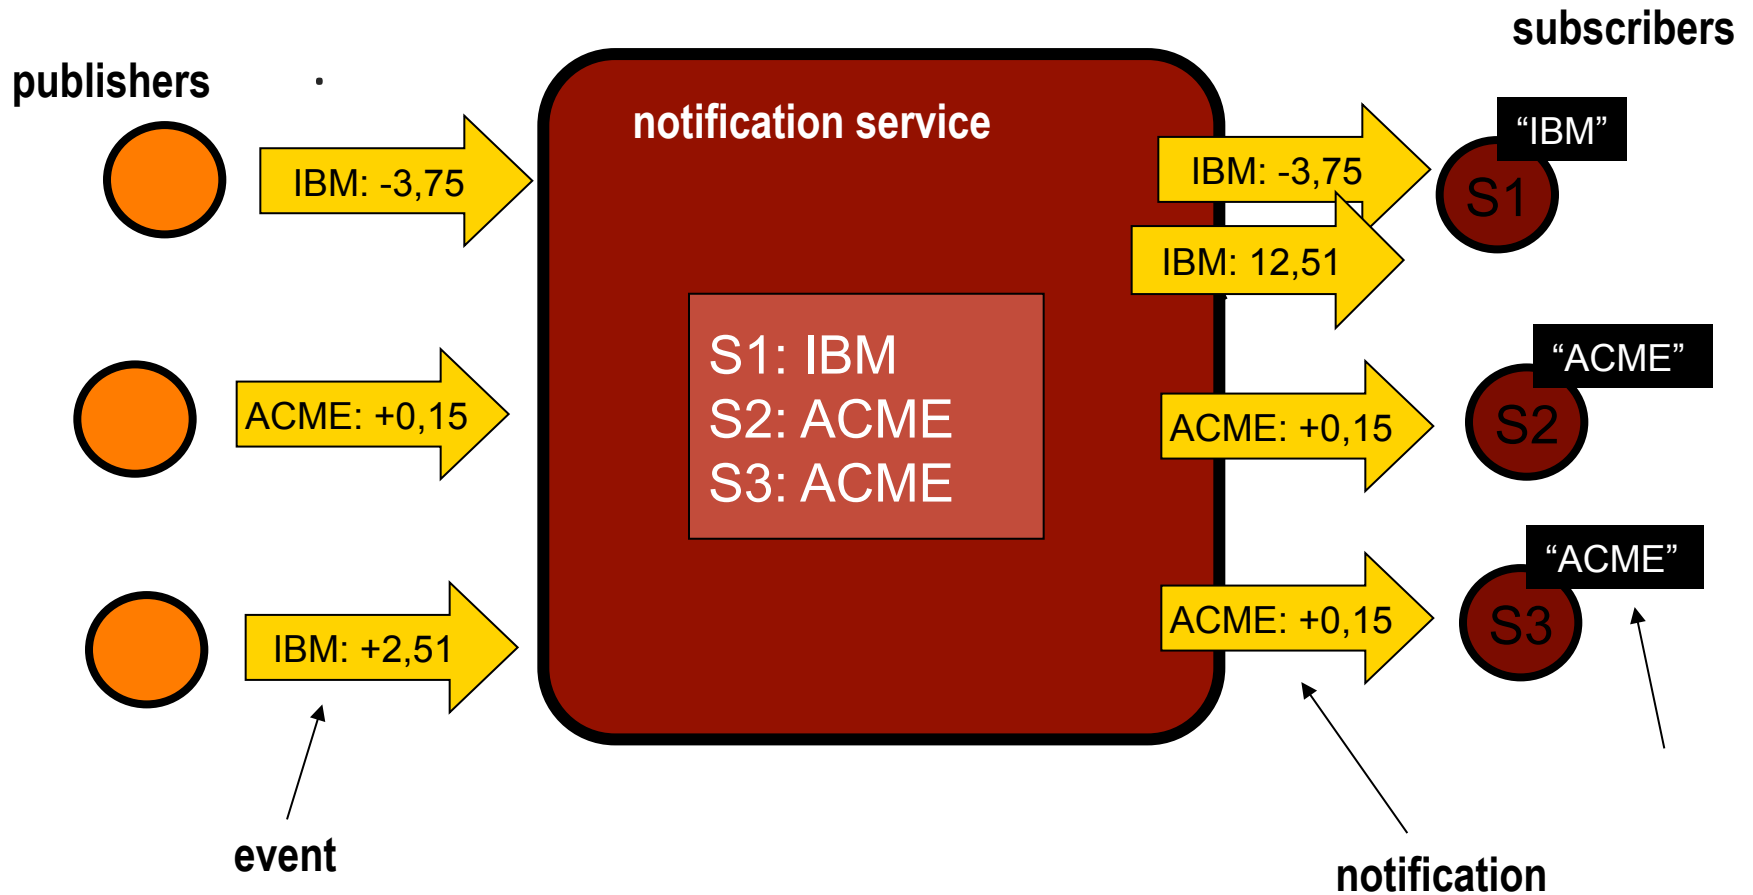 subscribers
publishers
notification service
"IBM"
IBM: -3,75
IBM: -3,75
S1
IBM: 12,51
S1: IBM
S2: ACME
S3: ACME
"ACME"
ACME: +0,15
ACME: +0,15
S2
"ACME"
IBM: +2,51
ACME: +0,15
S3
event
notification